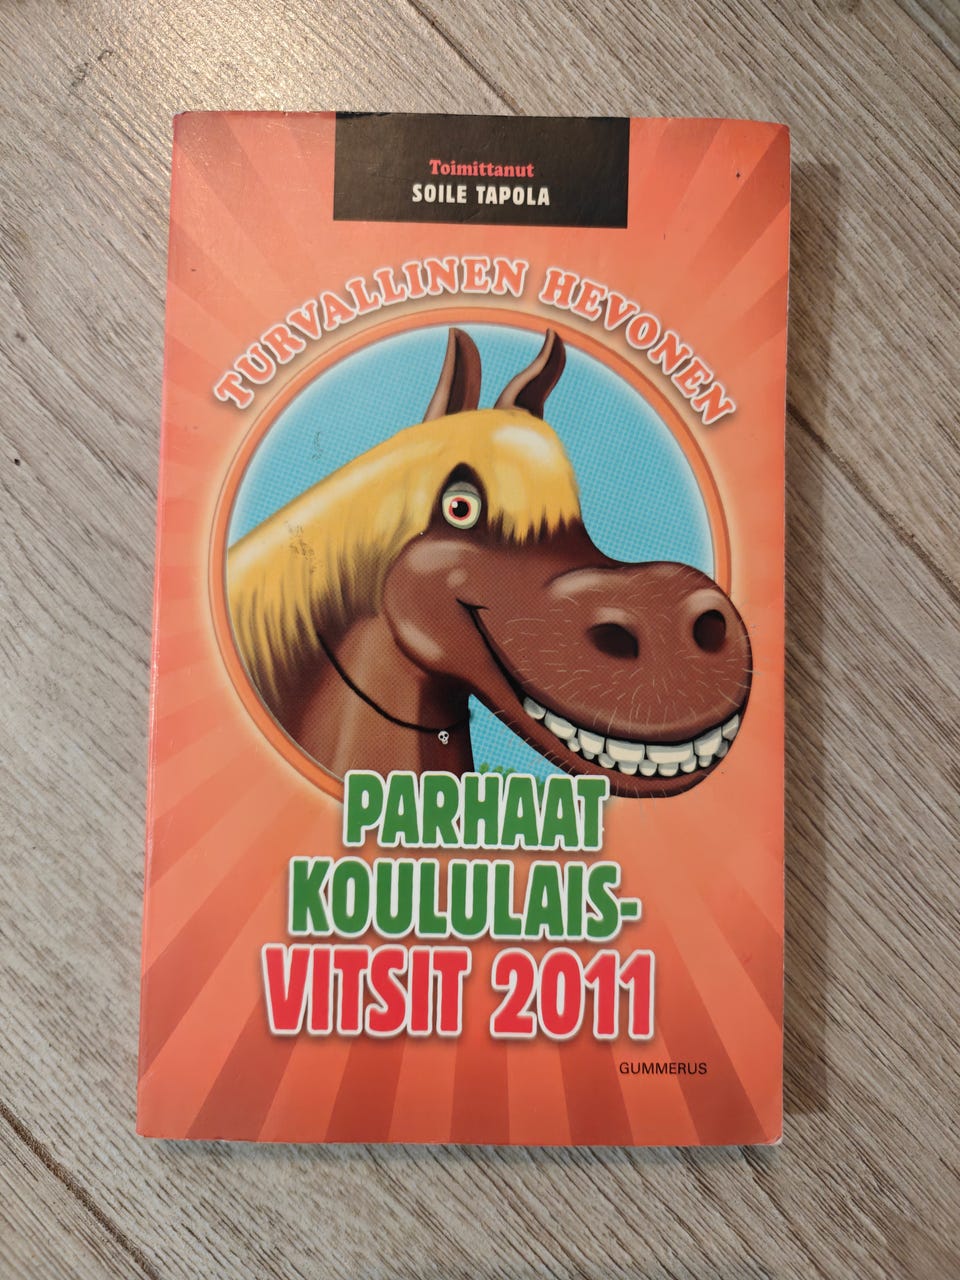 Toimittanut
SOILE TAPOLA
TURVALLINEN HEVONEN
PARHAAT
KOULULAIS-
VITSIT 2011
GUMMERUS